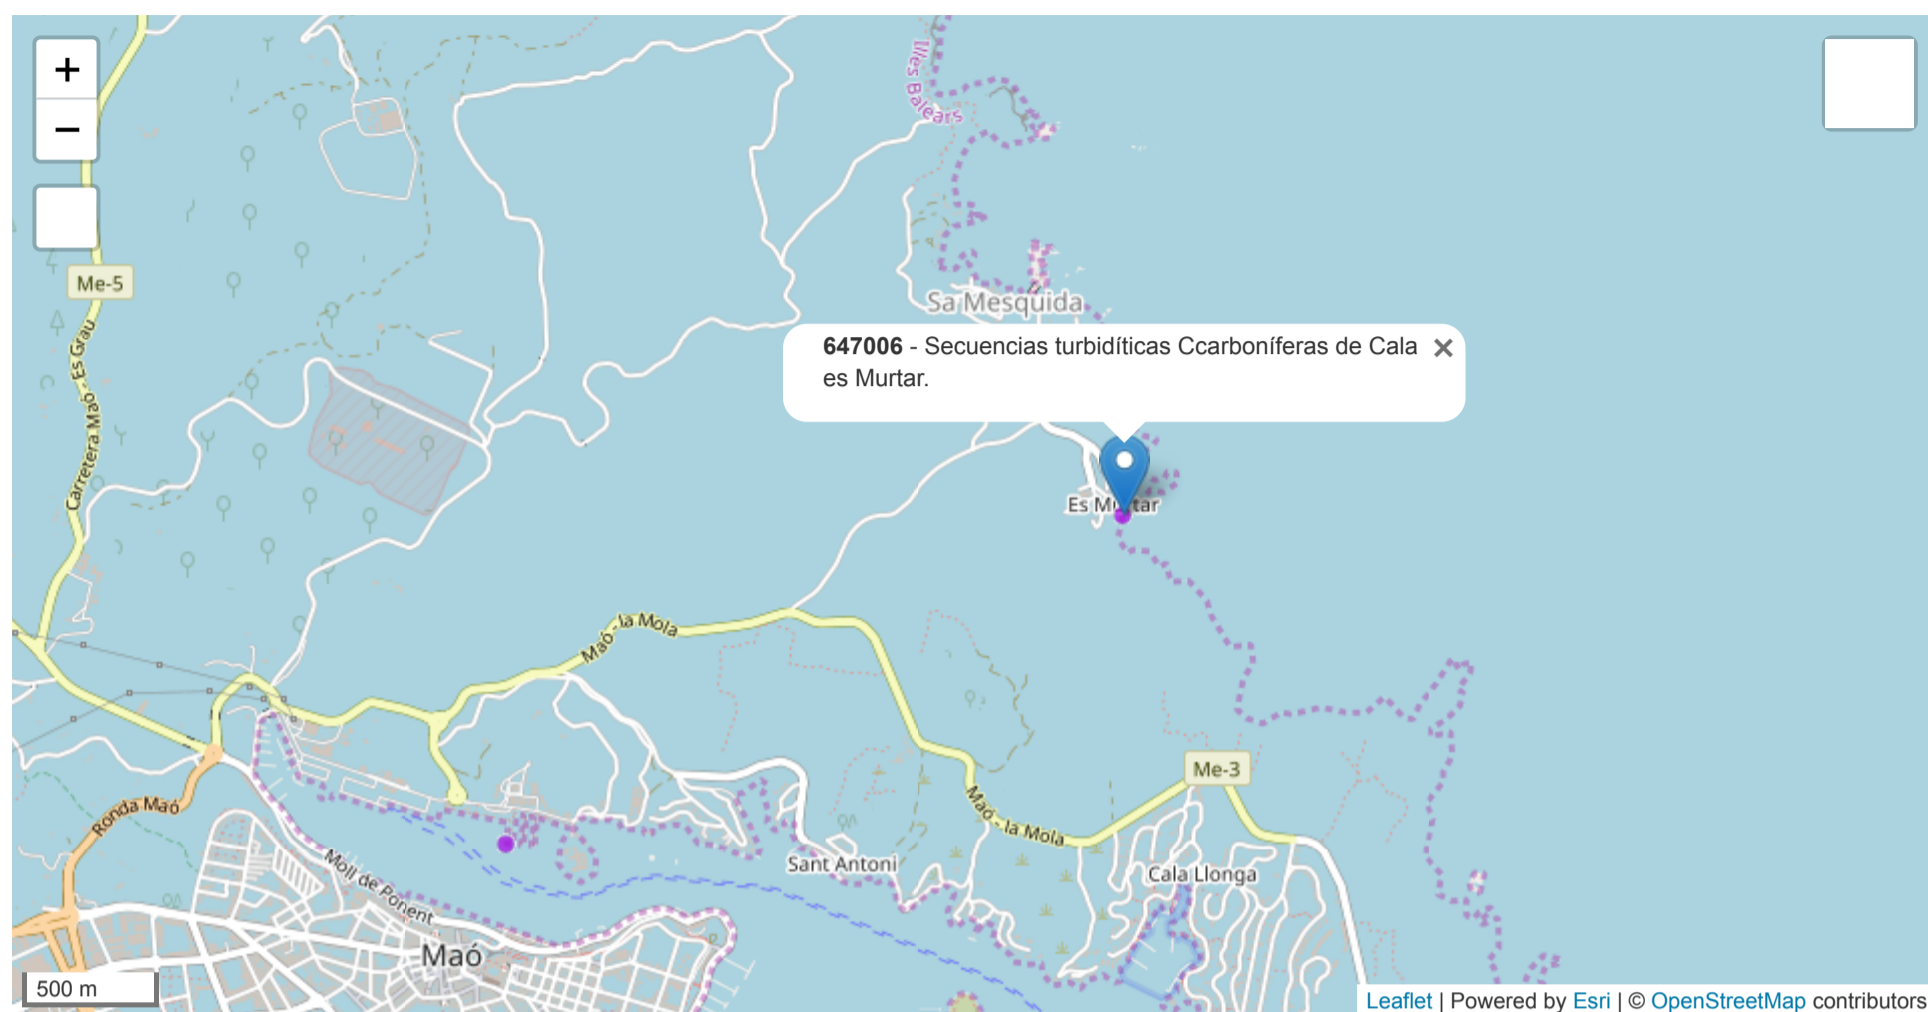 +
−
Illes Balears
Me-5
Sa Mesquida
647006 - Secuencias turbidíticas Ccarboníferas de Cala
es Murtar.
×
Carretera Maó - Es Grau
Es Murtar
Maó - la Mola
Me-3
Ronda Maó
Maó - la Mola
Moll de Ponent
Sant Antoni
Cala Llonga
Maó
500 m
Leaflet | Powered by Esri | © OpenStreetMap contributors